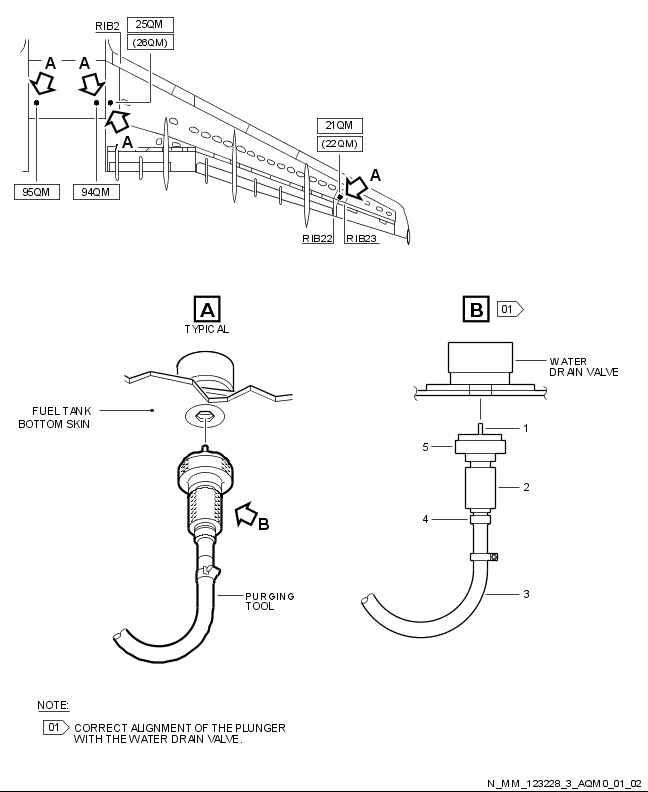 RIB2
25QM
(26QM)
A
A
A
21QM
(22QM)
A
95QM
94QM
RIB22
RIB23
A
TYPICAL
B
01
WATER
DRAIN VALVE
FUEL TANK
BOTTOM SKIN
1
5
2
B
4
PURGING
TOOL
3
NOTE:
01 CORRECT ALIGNMENT OF THE PLUNGER
WITH THE WATER DRAIN VALVE.
N_MM_123228_3_AQM0_01_02